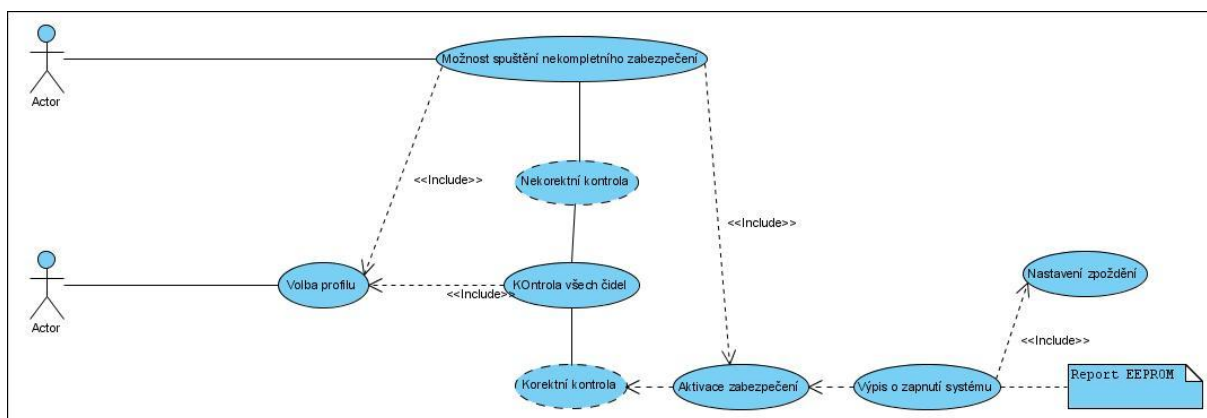 Možnost spuštění nekompletního zabezpečení
Actor
<<Include>>
Nekorektní kontrola
<<Include>>
Nastavení zpoždění
Volba profilu
KOntrola všech čidel
<<Include>>
Actor
<<Include>>
Report EEPROM
Korektní kontrola
Aktivace zabezpečení
Výpis o zapnutí systému